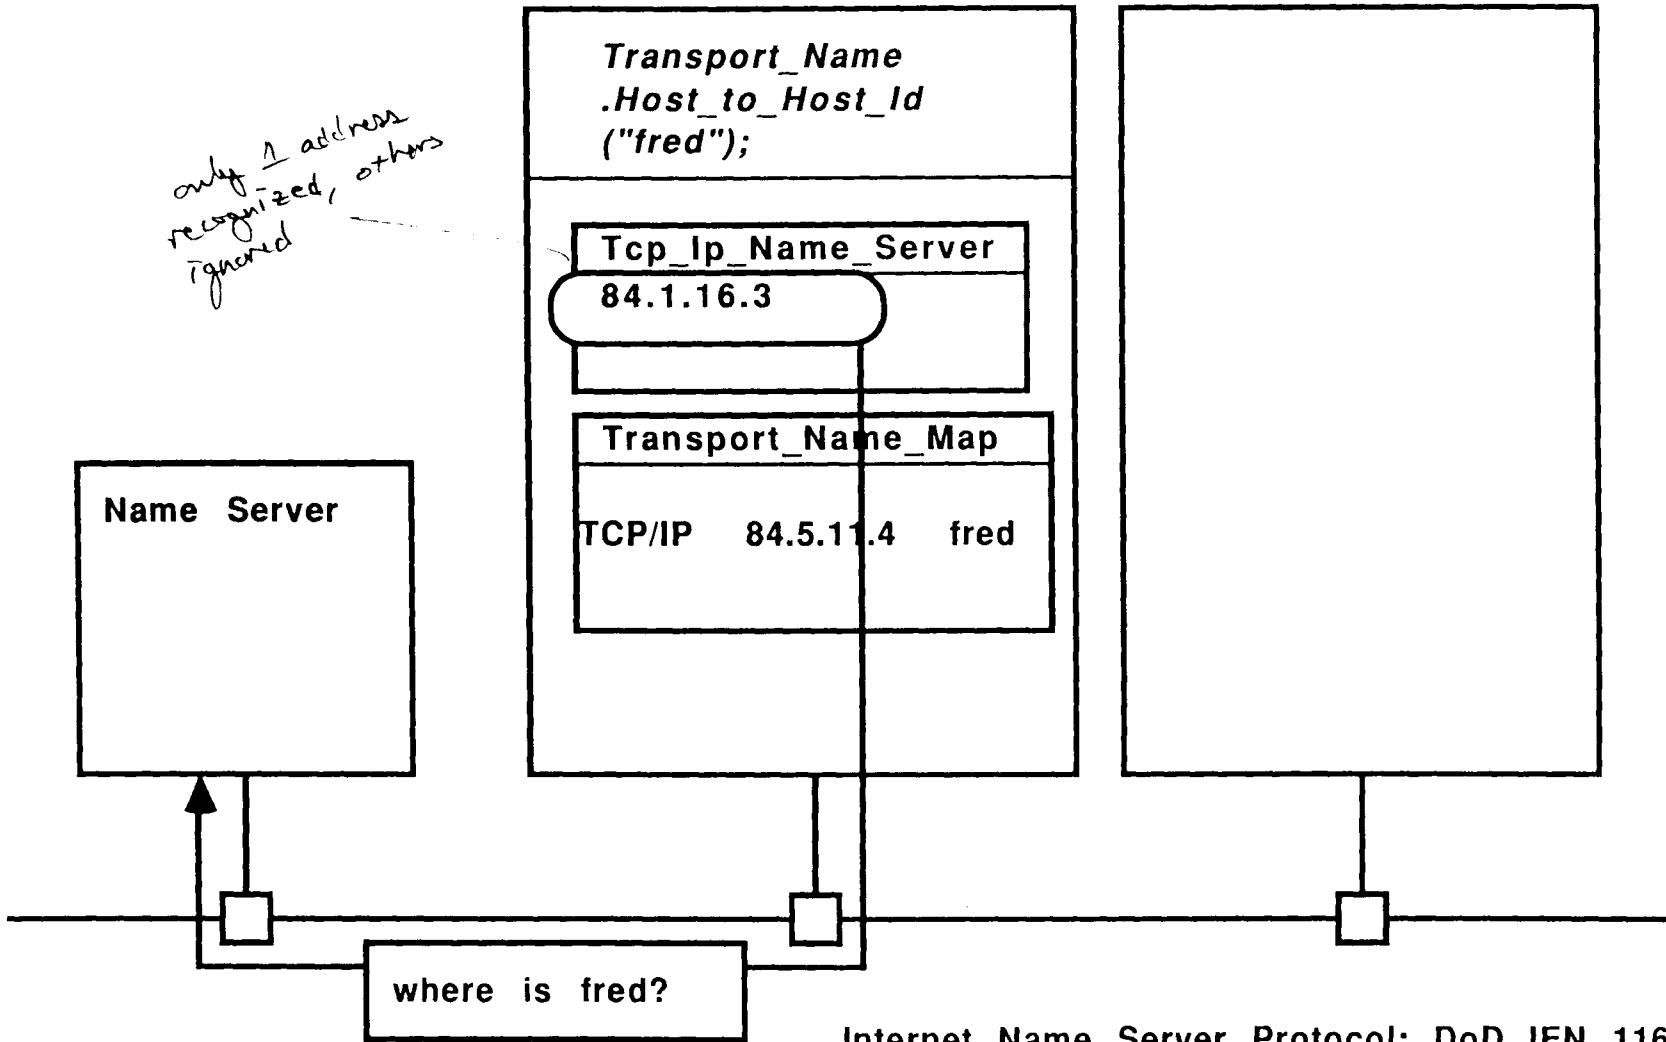 Transport_Name
.Host_to_Host_Id
("fred");
only 1 address
recognized, others
ignored
Tcp_Ip_Name_Server
84.1.16.3
Transport_Name_Map
TCP/IP 84.5.11.4 fred
Name Server
where is fred?
Internet Name Server Protocol: DoD IEN 116